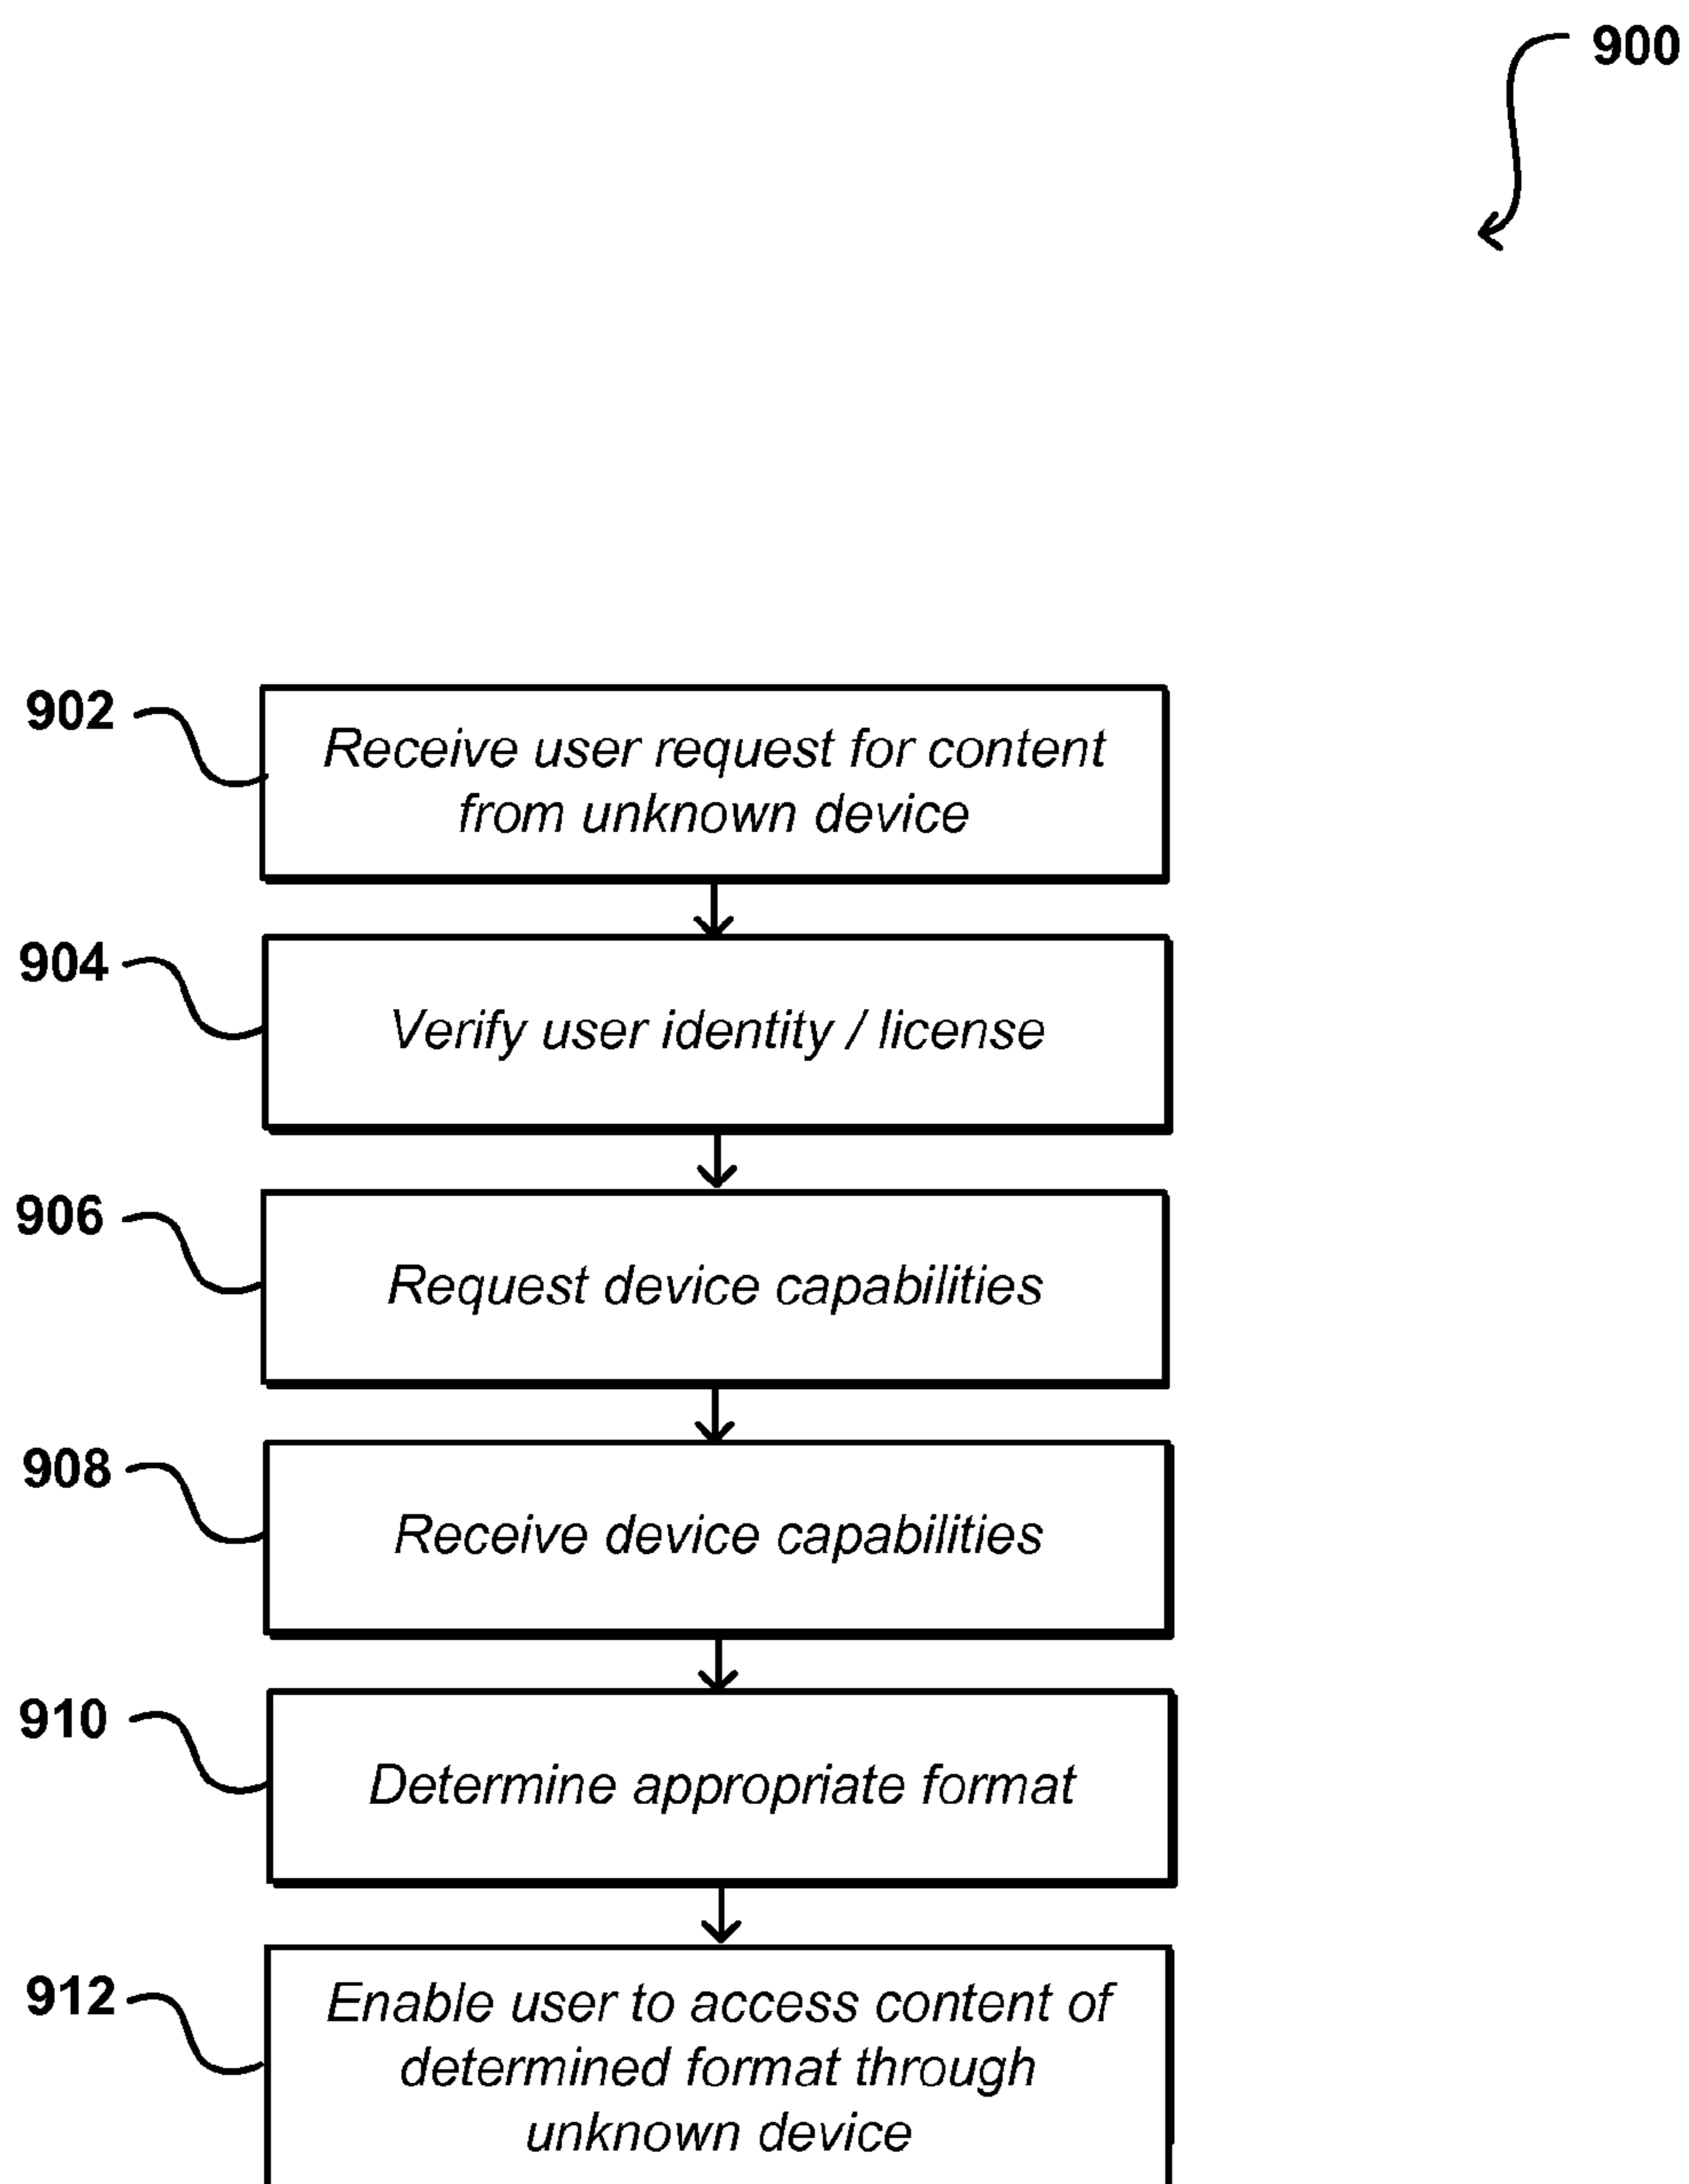 900
902
Receive user request for content
from unknown device
904
Verify user identity / license
906
Request device capabilities
908
Receive device capabilities
910
Determine appropriate format
912
Enable user to access content of
determined format through
unknown device